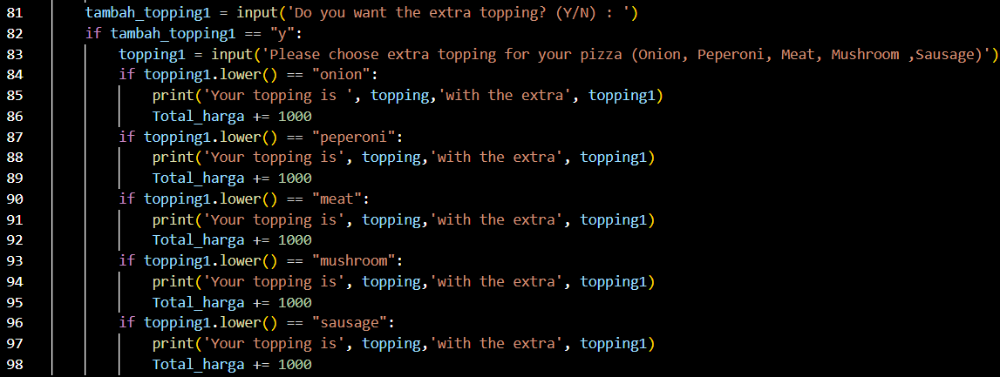 81 tambah_topping1 = input('Do you want the extra topping? (Y/N) : ')
82 if tambah_topping1 == "y":
83 topping1 = input('Please choose extra topping for your pizza (Onion, Peperoni, Meat, Mushroom ,Sausage)')
84 if topping1.lower() == "onion":
85 print('Your topping is ', topping,'with the extra', topping1)
86 Total_harga += 1000
87 if topping1.lower() == "peperoni":
88 print('Your topping is', topping,'with the extra', topping1)
89 Total_harga += 1000
90 if topping1.lower() == "meat":
91 print('Your topping is', topping,'with the extra', topping1)
92 Total_harga += 1000
93 if topping1.lower() == "mushroom":
94 print('Your topping is', topping,'with the extra', topping1)
95 Total_harga += 1000
96 if topping1.lower() == "sausage":
97 print('Your topping is', topping,'with the extra', topping1)
98 Total_harga += 1000